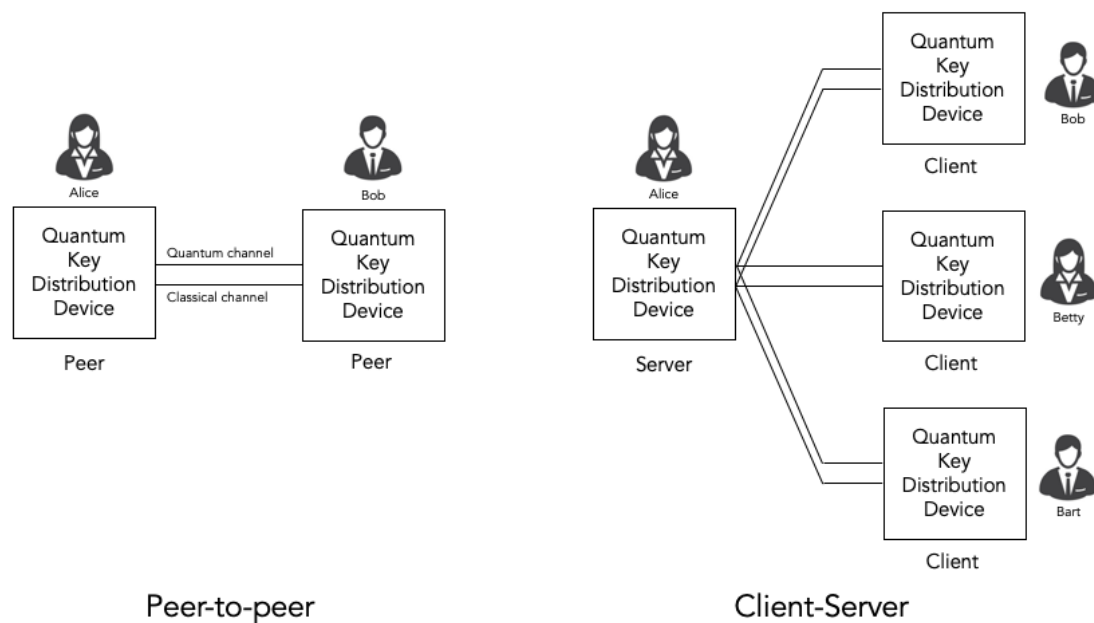 Alice
Quantum
Key
Distribution
Device
Peer
Quantum channel
Classical channel
Bob
Quantum
Key
Distribution
Device
Peer
Peer-to-peer
Alice
Quantum
Key
Distribution
Device
Server
Quantum
Key
Distribution
Device
Client
Bob
Quantum
Key
Distribution
Device
Client
Betty
Quantum
Key
Distribution
Device
Client
Bart
Client-Server